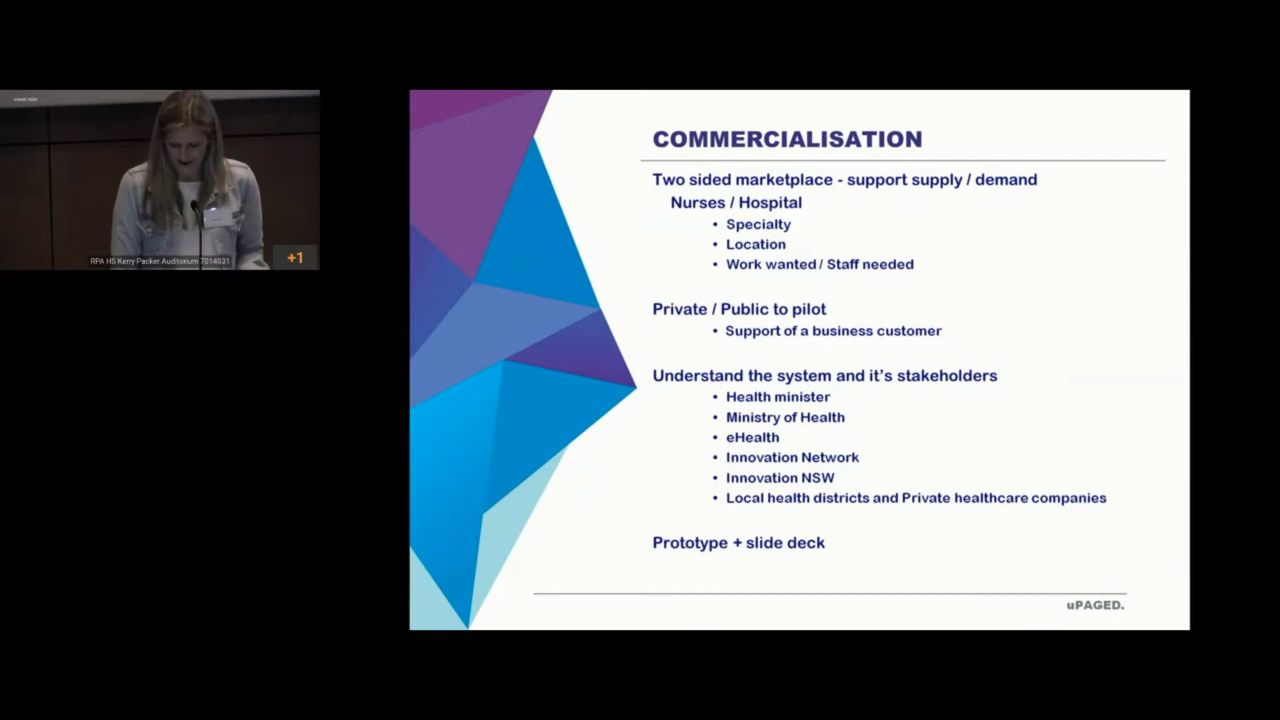 RPA HS Kerry Packer Auditorium 7014031
+1
COMMERCIALISATION
Two sided marketplace - support supply / demand
Nurses / Hospital
• Specialty
• Location
• Work wanted / Staff needed
Private / Public to pilot
• Support of a business customer
Understand the system and it's stakeholders
• Health minister
• Ministry of Health
• eHealth
• Innovation Network
• Innovation NSW
• Local health districts and Private healthcare companies
Prototype + slide deck
uPAGED.